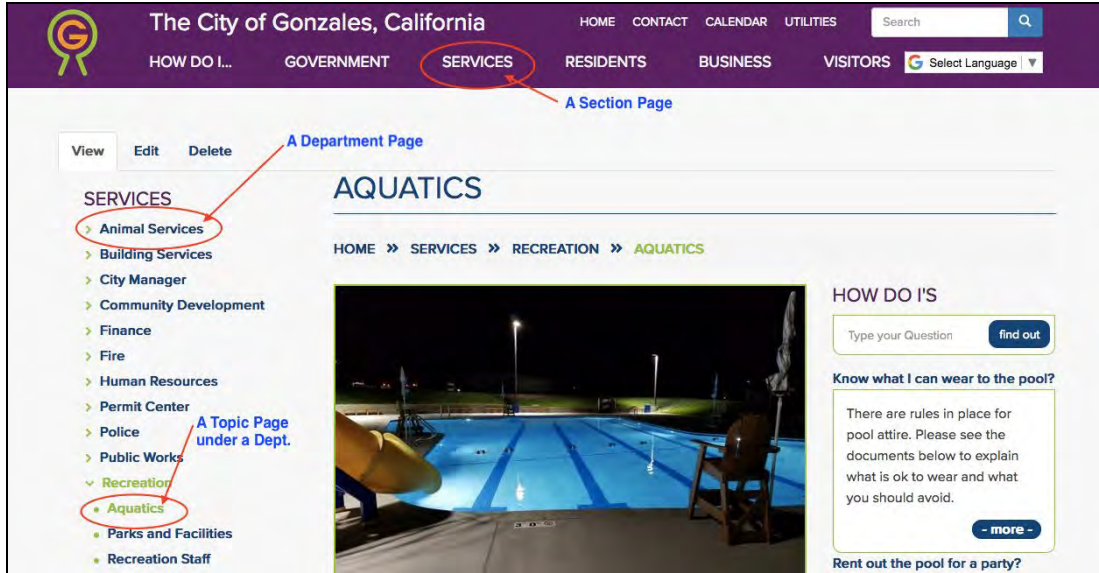 The City of Gonzales, California
HOME CONTACT CALENDAR UTILITIES
Search
HOW DO I... GOVERNMENT SERVICES RESIDENTS BUSINESS VISITORS
G Select Language ▼
A Section Page
A Department Page
View Edit Delete
SERVICES
> Animal Services
> Building Services
> City Manager
> Community Development
> Finance
> Fire
> Human Resources
> Permit Center
> Police
> Public Works
A Topic Page
under a Dept.
Recreation
• Aquatics
• Parks and Facilities
• Recreation Staff
AQUATICS
HOME » SERVICES » RECREATION » AQUATICS
HOW DO I'S
Type your Question find out
Know what I can wear to the pool?
There are rules in place for
pool attire. Please see the
documents below to explain
what is ok to wear and what
you should avoid.
- more -
Rent out the pool for a party?